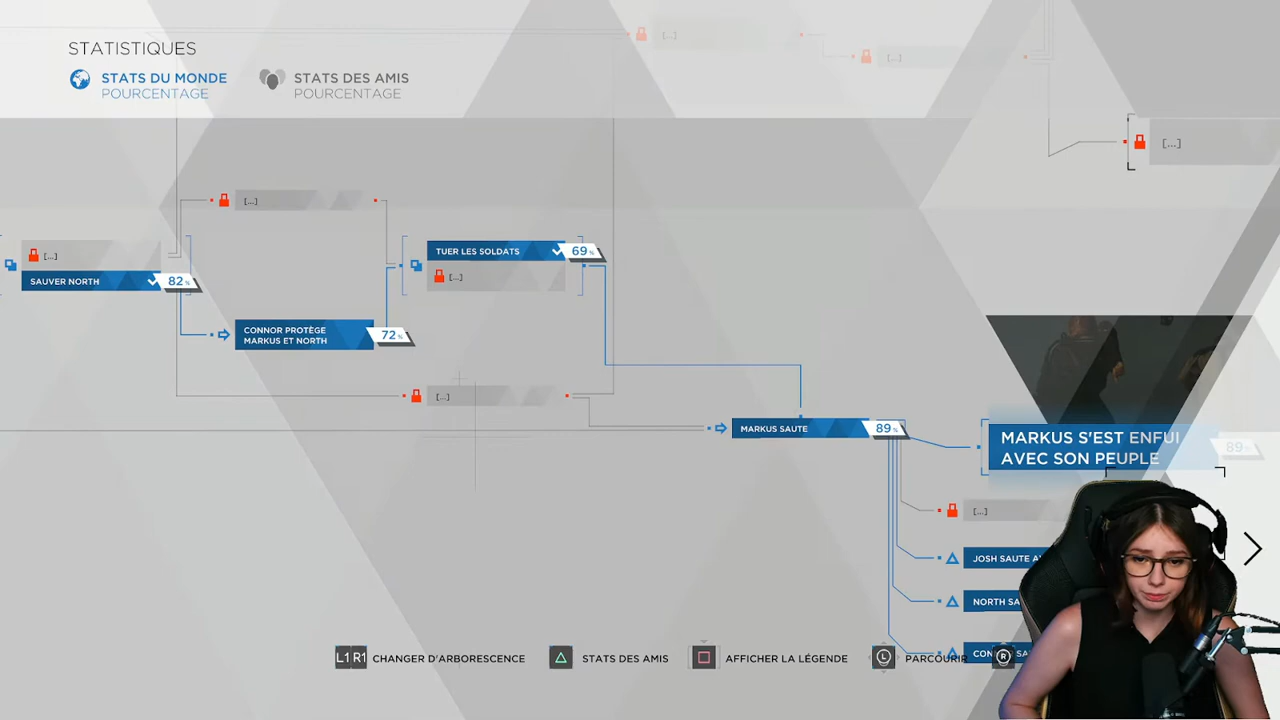 [...]
[...]
STATISTIQUES
STATS DU MONDE
POURCENTAGE
STATS DES AMIS
POURCENTAGE
[...]
[...]
[...]
SAUVER NORTH
82%
TUER LES SOLDATS
69%
[...]
CONNOR PROTÈGE
MARKUS ET NORTH
72%
[...]
MARKUS SAUTE
89%
MARKUS S'EST ENFUI
AVEC SON PEUPLE
89%
[...]
JOSH SAUTE
NORTH
L1 R1 CHANGER D'ARBORESCENCE
STATS DES AMIS
AFFICHER LA LÉGENDE
L PARCOURIR
R